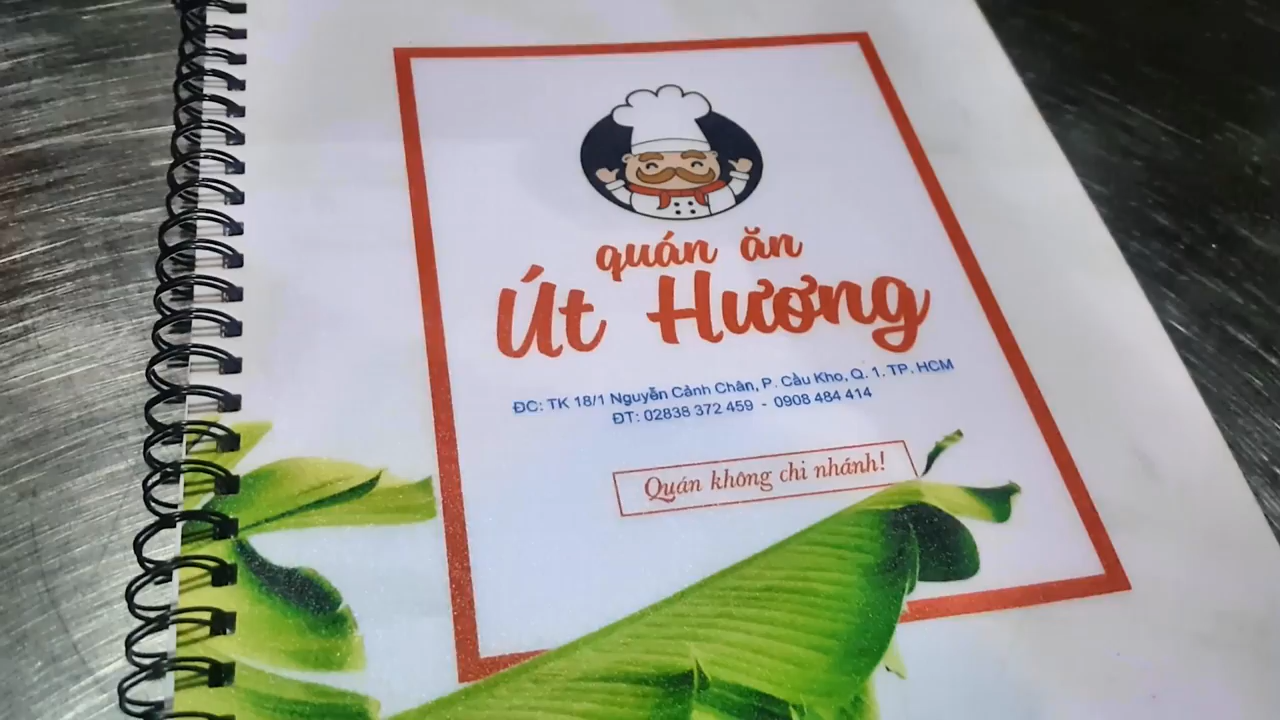 quán ăn
Út Hương
ĐC: TK 18/1 Nguyễn Cảnh Chân, P. Cầu Kho, Q. 1. TP. HCM
ĐT: 02838 372 459 - 0908 484 414
Quán không chi nhánh!